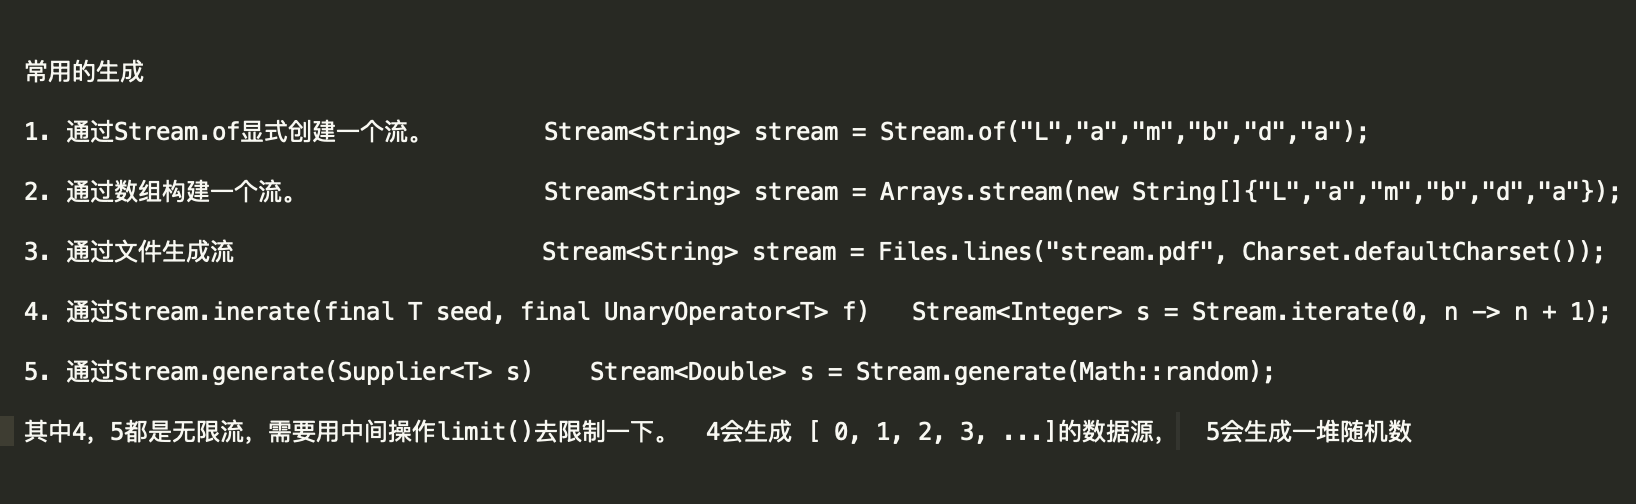 常用的生成
1. 通过Stream.of显式创建一个流。 Stream<String> stream = Stream.of("L","a","m","b","d","a");
2. 通过数组构建一个流。 Stream<String> stream = Arrays.stream(new String[]{"L","a","m","b","d","a"});
3. 通过文件生成流 Stream<String> stream = Files.lines("stream.pdf", Charset.defaultCharset());
4. 通过Stream.inerate(final T seed, final UnaryOperator<T> f) Stream<Integer> s = Stream.iterate(0, n -> n + 1);
5. 通过Stream.generate(Supplier<T> s) Stream<Double> s = Stream.generate(Math::random);
其中4，5都是无限流，需要用中间操作limit()去限制一下。 4会生成 [ 0, 1, 2, 3, ...]的数据源， 5会生成一堆随机数